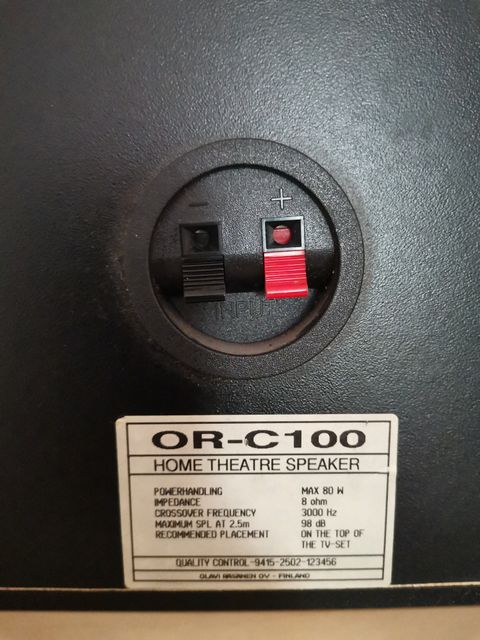 − +
INPUT
OR-C100
HOME THEATRE SPEAKER
POWERHANDLING MAX 80 W
IMPEDANCE 8 ohm
CROSSOVER FREQUENCY 3000 Hz
MAXIMUM SPL AT 2.5m 98 dB
RECOMMENDED PLACEMENT ON THE TOP OF
THE TV-SET
QUALITY CONTROL-9415-2502-123456
OLAVI RÄSÄNEN OY - FINLAND